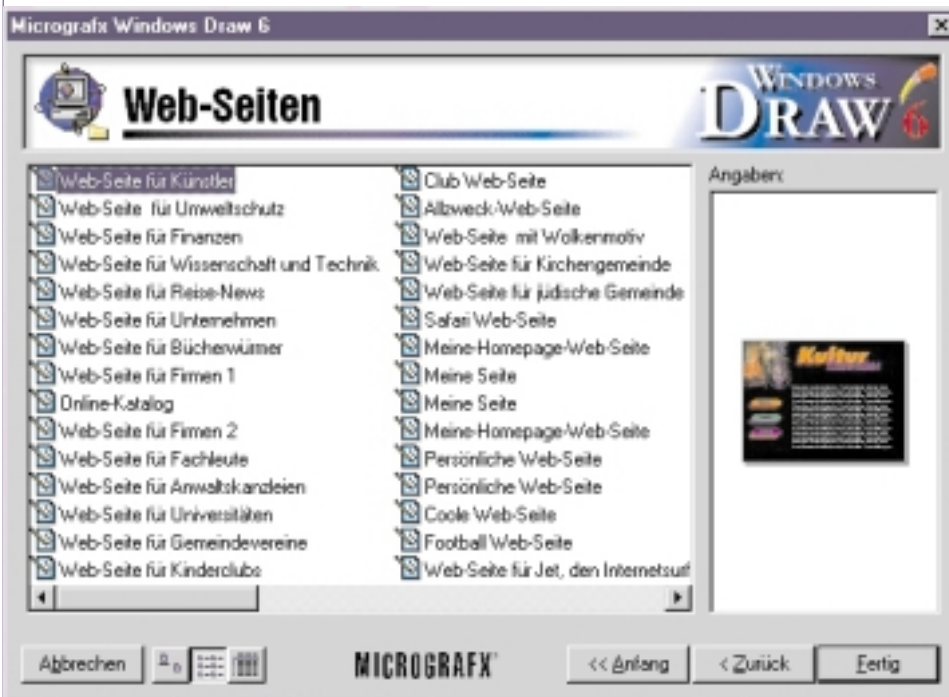 Micrografx Windows Draw 6
Web-Seiten
WINDOWS
DRAW 6
Web-Seite für Künstler
Web-Seite für Umweltschutz
Web-Seite für Finanzen
Web-Seite für Wissenschaft und Technik
Web-Seite für Reise-News
Web-Seite für Unternehmen
Web-Seite für Bücherwürmer
Web-Seite für Firmen 1
Online-Katalog
Web-Seite für Firmen 2
Web-Seite für Fachleute
Web-Seite für Anwaltskanzleien
Web-Seite für Universitäten
Web-Seite für Gemeindevereine
Web-Seite für Kinderclubs
Club Web-Seite
Allzweck-Web-Seite
Web-Seite mit Wolkenmotiv
Web-Seite für Kirchengemeinde
Web-Seite für jüdische Gemeinde
Safari Web-Seite
Meine-Homepage-Web-Seite
Meine Seite
Meine Seite
Meine-Homepage-Web-Seite
Persönliche Web-Seite
Persönliche Web-Seite
Coole Web-Seite
Football Web-Seite
Web-Seite für Jet, den Internetsurf
Angaben:
Kultur
Abbrechen
MICROGRAFX
<< Anfang
< Zurück
Fertig